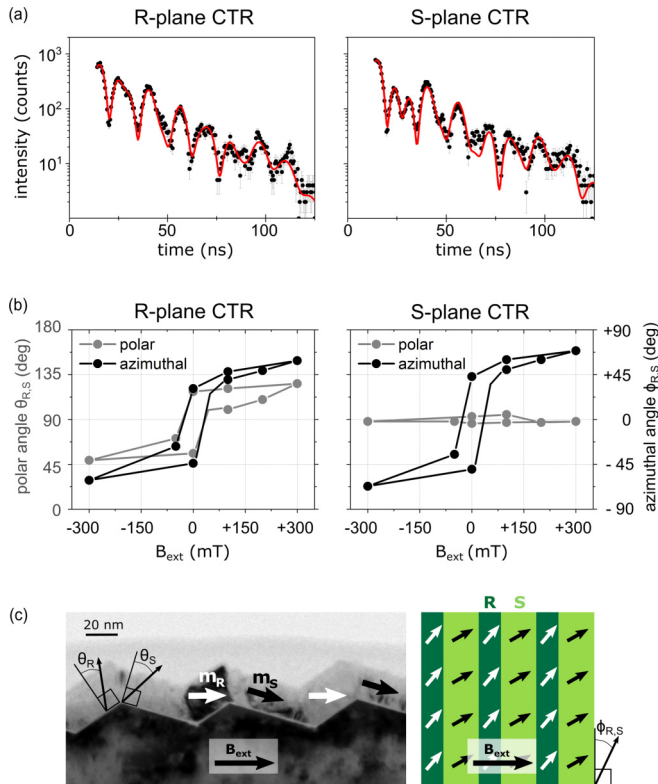 (a)
R-plane CTR
S-plane CTR
intensity (counts)
10³
10²
10¹
0
50
100
0
50
100
time (ns)
time (ns)
(b)
R-plane CTR
S-plane CTR
polar angle θR,S (deg)
180
135
90
45
0
polar
azimuthal
polar
azimuthal
+90
+45
0
- 45
- 90
azimuthal angle ϕR,S (deg)
-300
-150
0
+150
+300
-300
-150
0
+150
+300
Bext (mT)
Bext (mT)
(c)
20 nm
θR
θS
mR
mS
Bext
R
S
Bext
ϕR,S